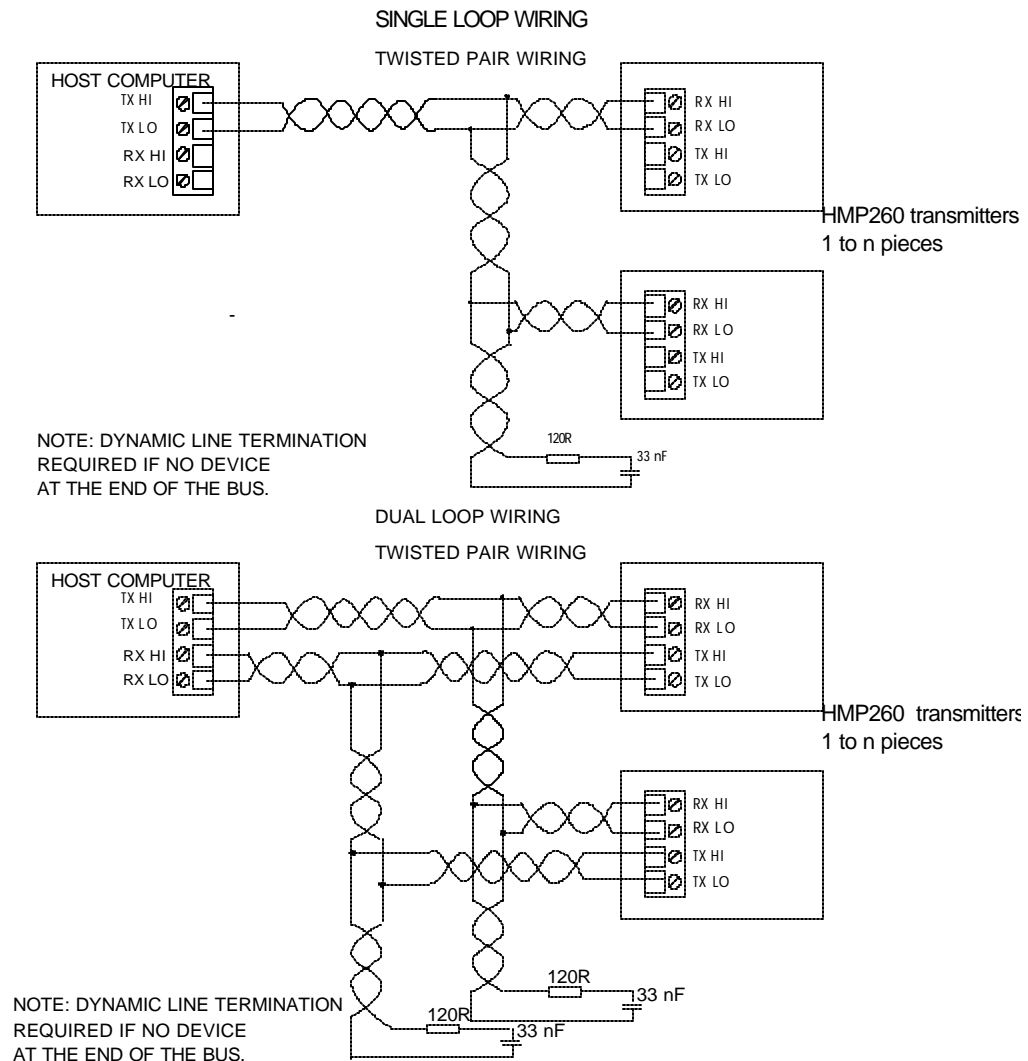 SINGLE LOOP WIRING
TWISTED PAIR WIRING
HOST COMPUTER
TX HI
TX LO
RX HI
RX LO
RX HI
RX LO
TX HI
TX LO
HMP260 transmitters
1 to n pieces
RX HI
RX LO
TX HI
TX LO
-
NOTE: DYNAMIC LINE TERMINATION
REQUIRED IF NO DEVICE
AT THE END OF THE BUS.
120R
33 nF
DUAL LOOP WIRING
TWISTED PAIR WIRING
HOST COMPUTER
TX HI
TX LO
RX HI
RX LO
RX HI
RX LO
TX HI
TX LO
HMP260 transmitters
1 to n pieces
RX HI
RX LO
TX HI
TX LO
120R
33 nF
120R
33 nF
NOTE: DYNAMIC LINE TERMINATION
REQUIRED IF NO DEVICE
AT THE END OF THE BUS.